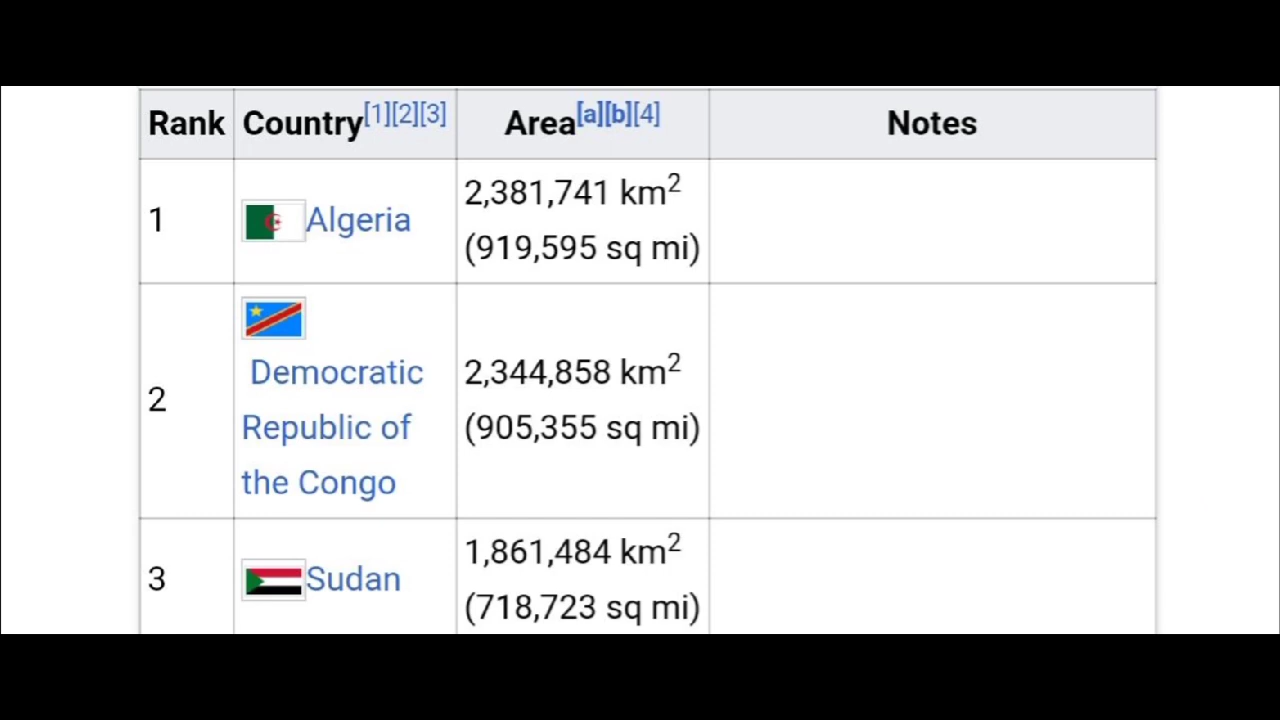 Rank Country[1][2][3] Area[a][b][4] Notes
1 Algeria 2,381,741 km2
(919,595 sq mi)
2 Democratic
Republic of
the Congo
2,344,858 km2
(905,355 sq mi)
3 Sudan 1,861,484 km2
(718,723 sq mi)